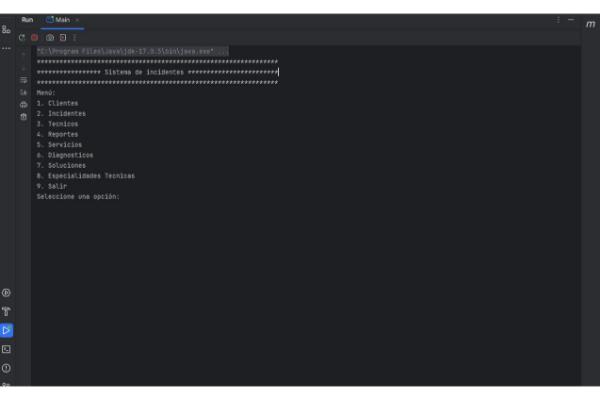 Run Main
"C:\Program Files\Java\jdk-17.0.5\bin\java.exe" ...
****************************************************************
***************** Sistema de incidentes ************************
****************************************************************
Menú:
1. Clientes
2. Incidentes
3. Tecnicos
4. Reportes
5. Servicios
6. Diagnosticos
7. Soluciones
8. Especialidades Tecnicas
9. Salir
Seleccione una opción:
m